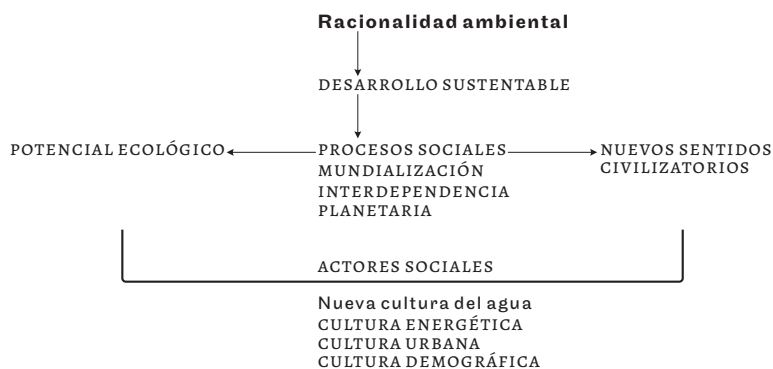 Racionalidad ambiental
DESARROLLO SUSTENTABLE
POTENCIAL ECOLÓGICO
PROCESOS SOCIALES
MUNDIALIZACIÓN
INTERDEPENDENCIA
PLANETARIA
NUEVOS SENTIDOS
CIVILIZATORIOS
ACTORES SOCIALES
Nueva cultura del agua
CULTURA ENERGÉTICA
CULTURA URBANA
CULTURA DEMOGRÁFICA